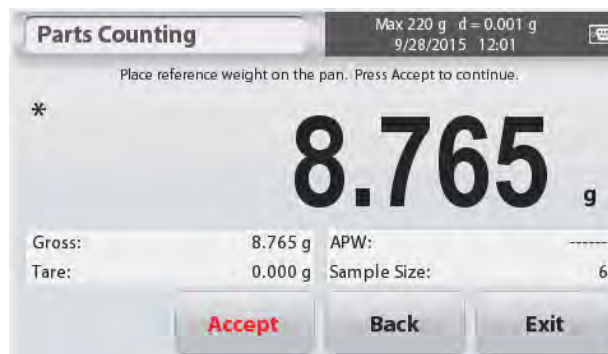 Parts Counting
Max 220 g d = 0.001 g
9/28/2015 12:01
Place reference weight on the pan. Press Accept to continue.
*
8.765 g
Gross: 8.765 g APW: ------
Tare: 0.000 g Sample Size: 6
Accept Back Exit